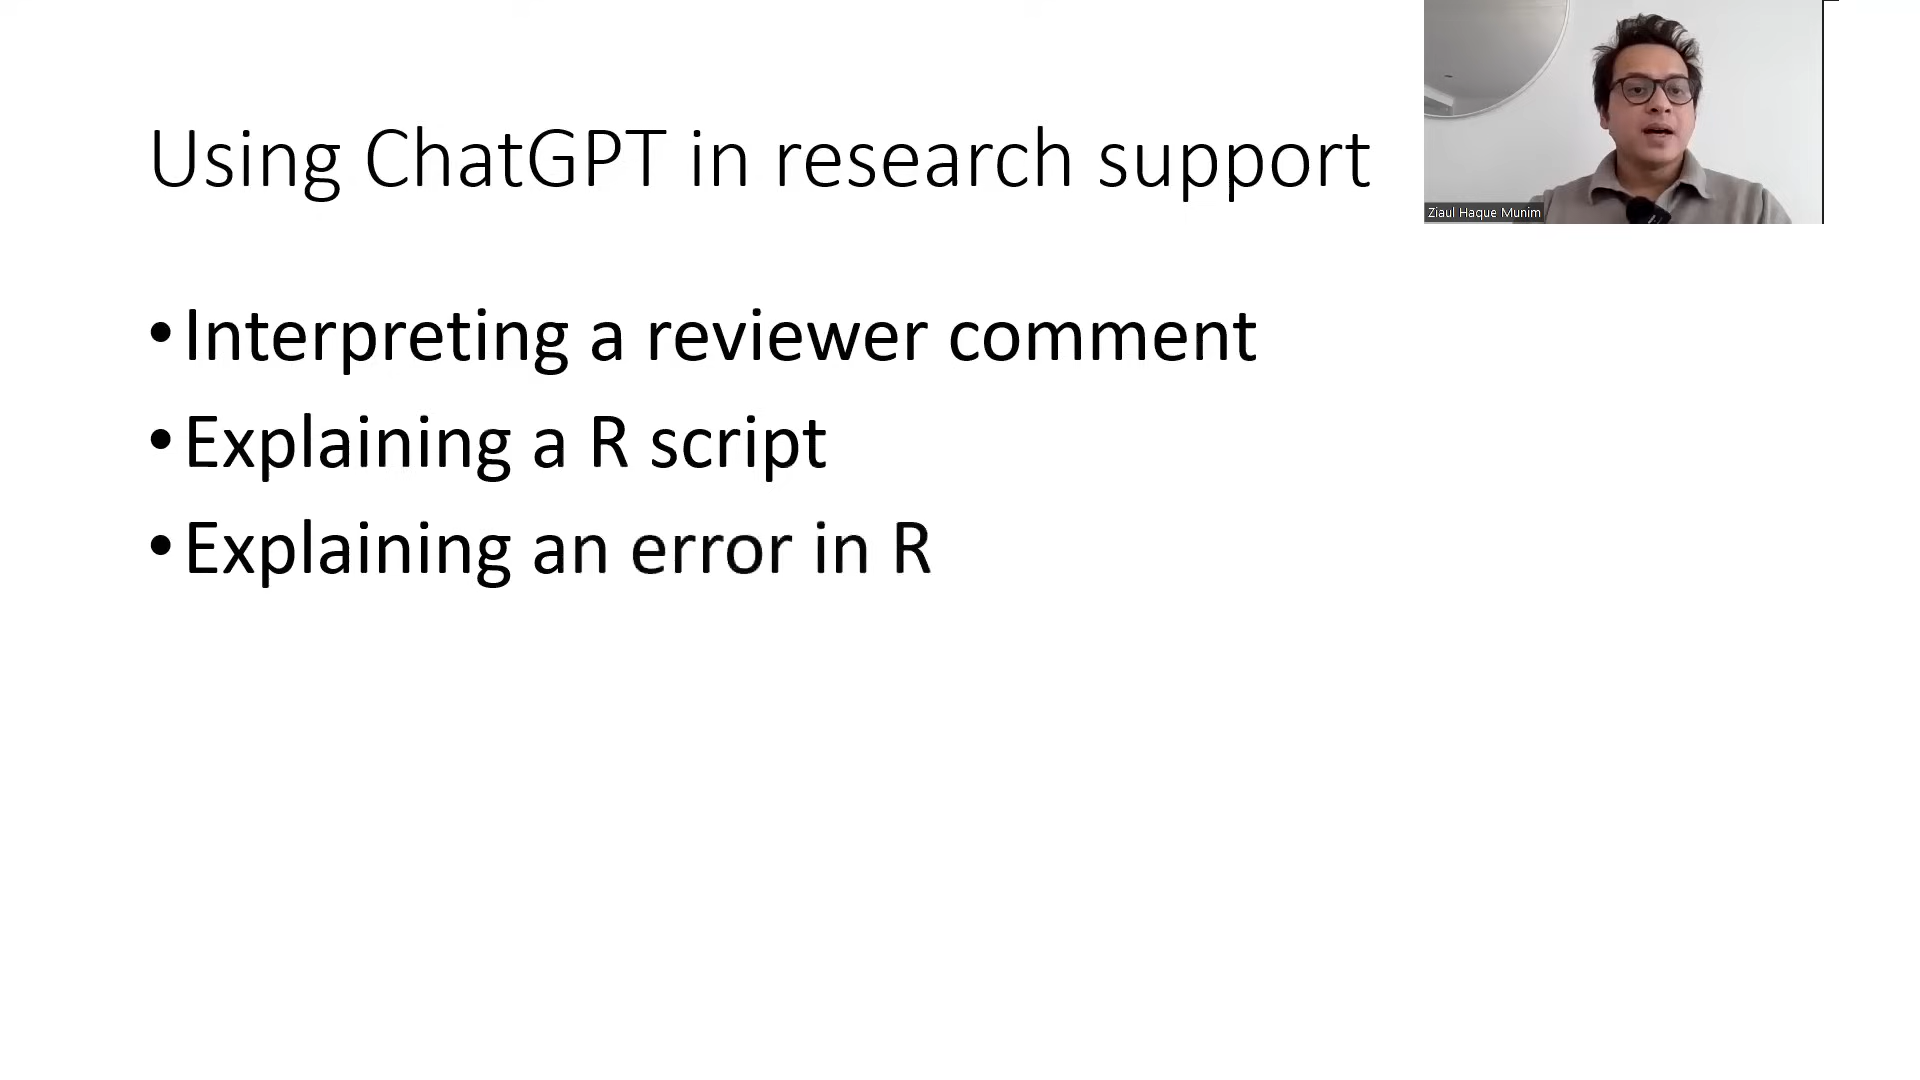 Using ChatGPT in research support
Ziaul Haque Munim
• Interpreting a reviewer comment
• Explaining a R script
• Explaining an error in R